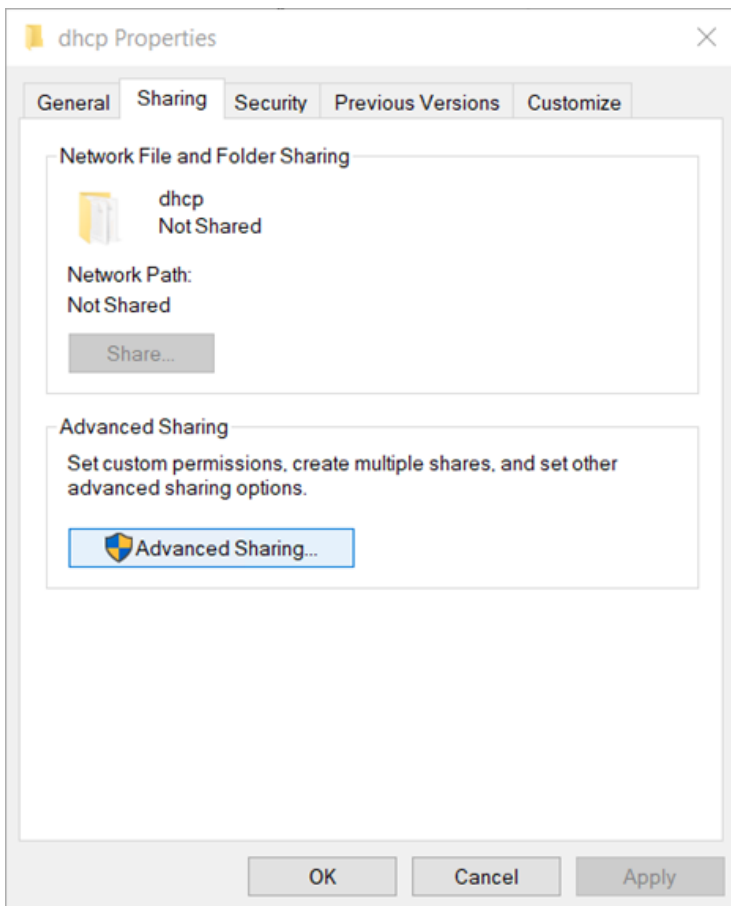 dhcp Properties
General Sharing Security Previous Versions Customize
Network File and Folder Sharing
dhcp
Not Shared
Network Path:
Not Shared
Share...
Advanced Sharing
Set custom permissions, create multiple shares, and set other
advanced sharing options.
Advanced Sharing...
OK Cancel Apply